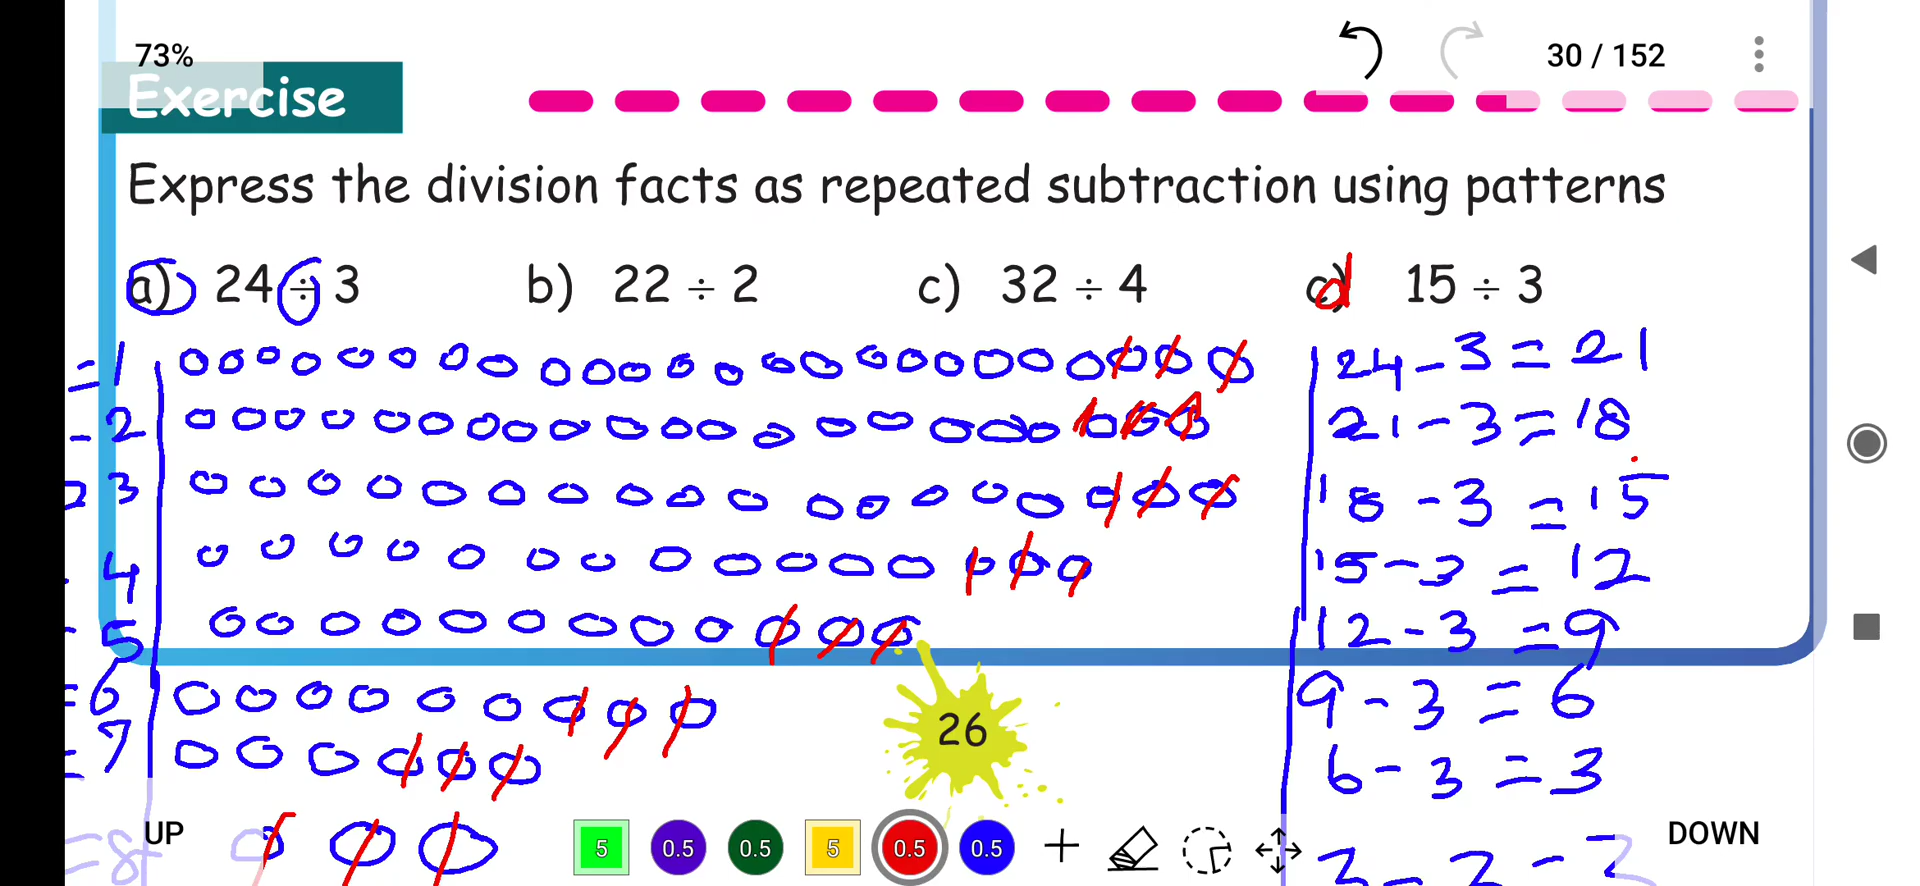 73%
30 / 152
Exercise
Express the division facts as repeated subtraction using patterns
a) 24 ÷ 3 b) 22 ÷ 2 c) 32 ÷ 4 d 15 ÷ 3
=1 24 - 3 = 21
- 2 21 - 3 = 18
3 18 - 3 = 15
4 15 - 3 = 12
- 5 12 - 3 = 9
=6 9 - 3 = 6
= 7 6 - 3 = 3
26
=8 3 - 3 =
UP 5 0.5 0.5 5 0.5 0.5 + DOWN